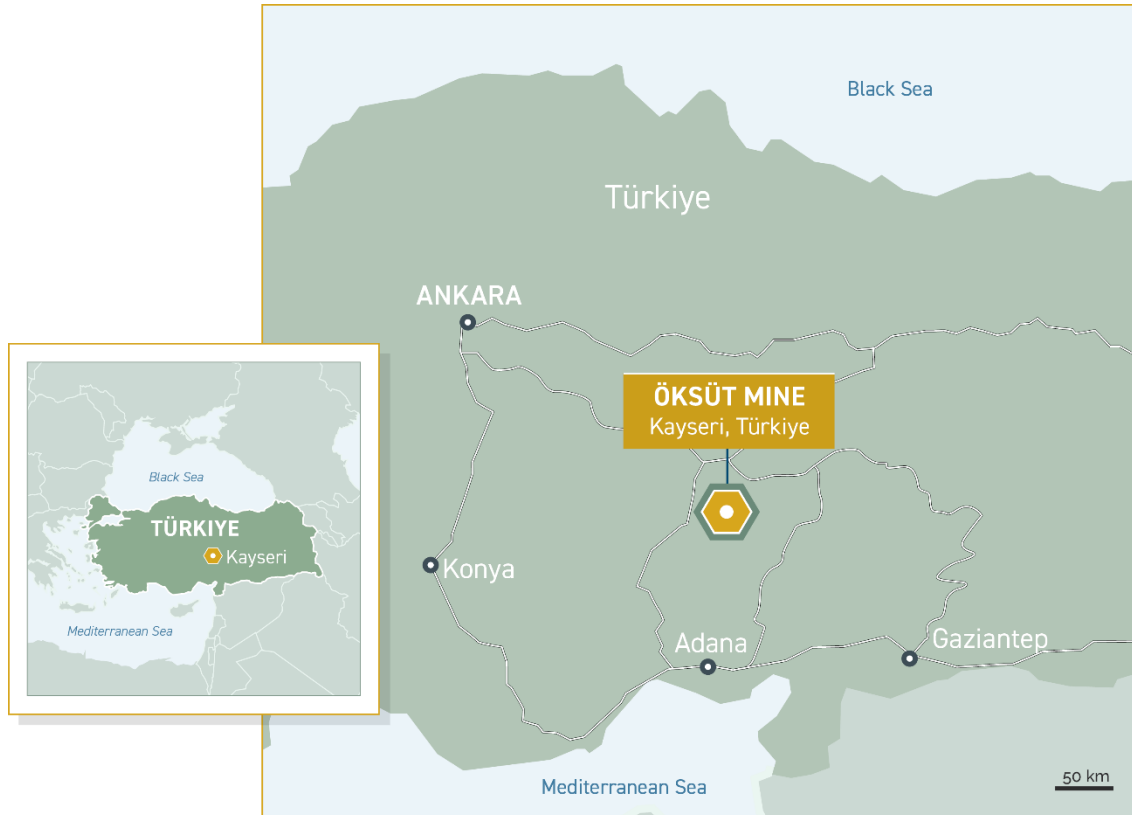 Black Sea
Türkiye
ANKARA
ÖKSÜT MINE
Kayseri, Türkiye
Konya
Adana
Gaziantep
Mediterranean Sea
50 km
Black Sea
TÜRKIYE
Kayseri
Mediterranean Sea